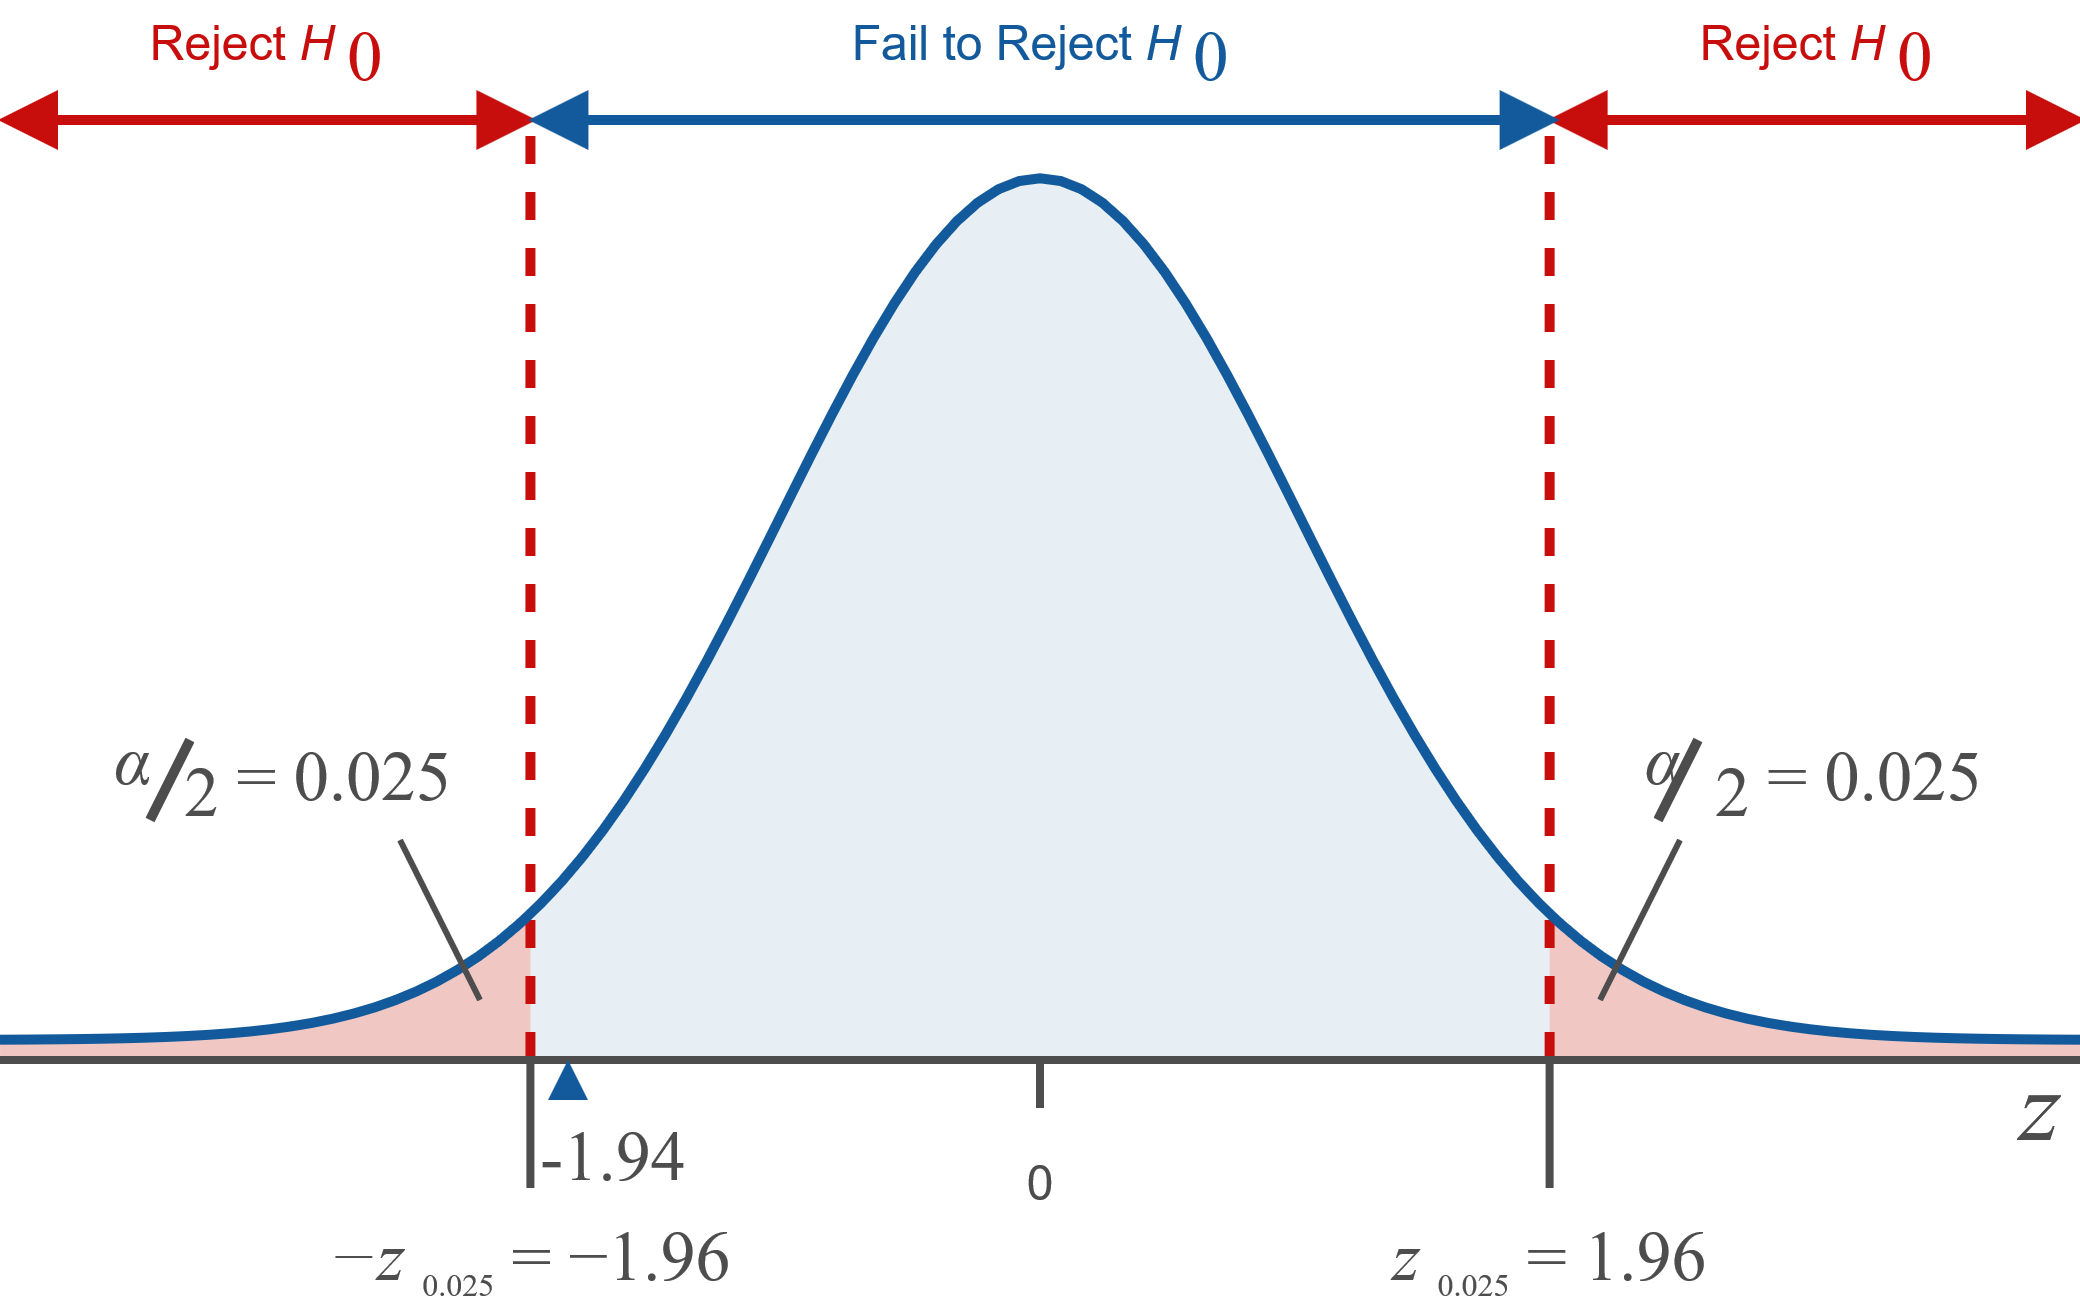 Reject H 0
Fail to Reject H 0
Reject H 0
α/2 = 0.025
α/2 = 0.025
-1.94
0
z
−z 0.025 = −1.96
z 0.025 = 1.96